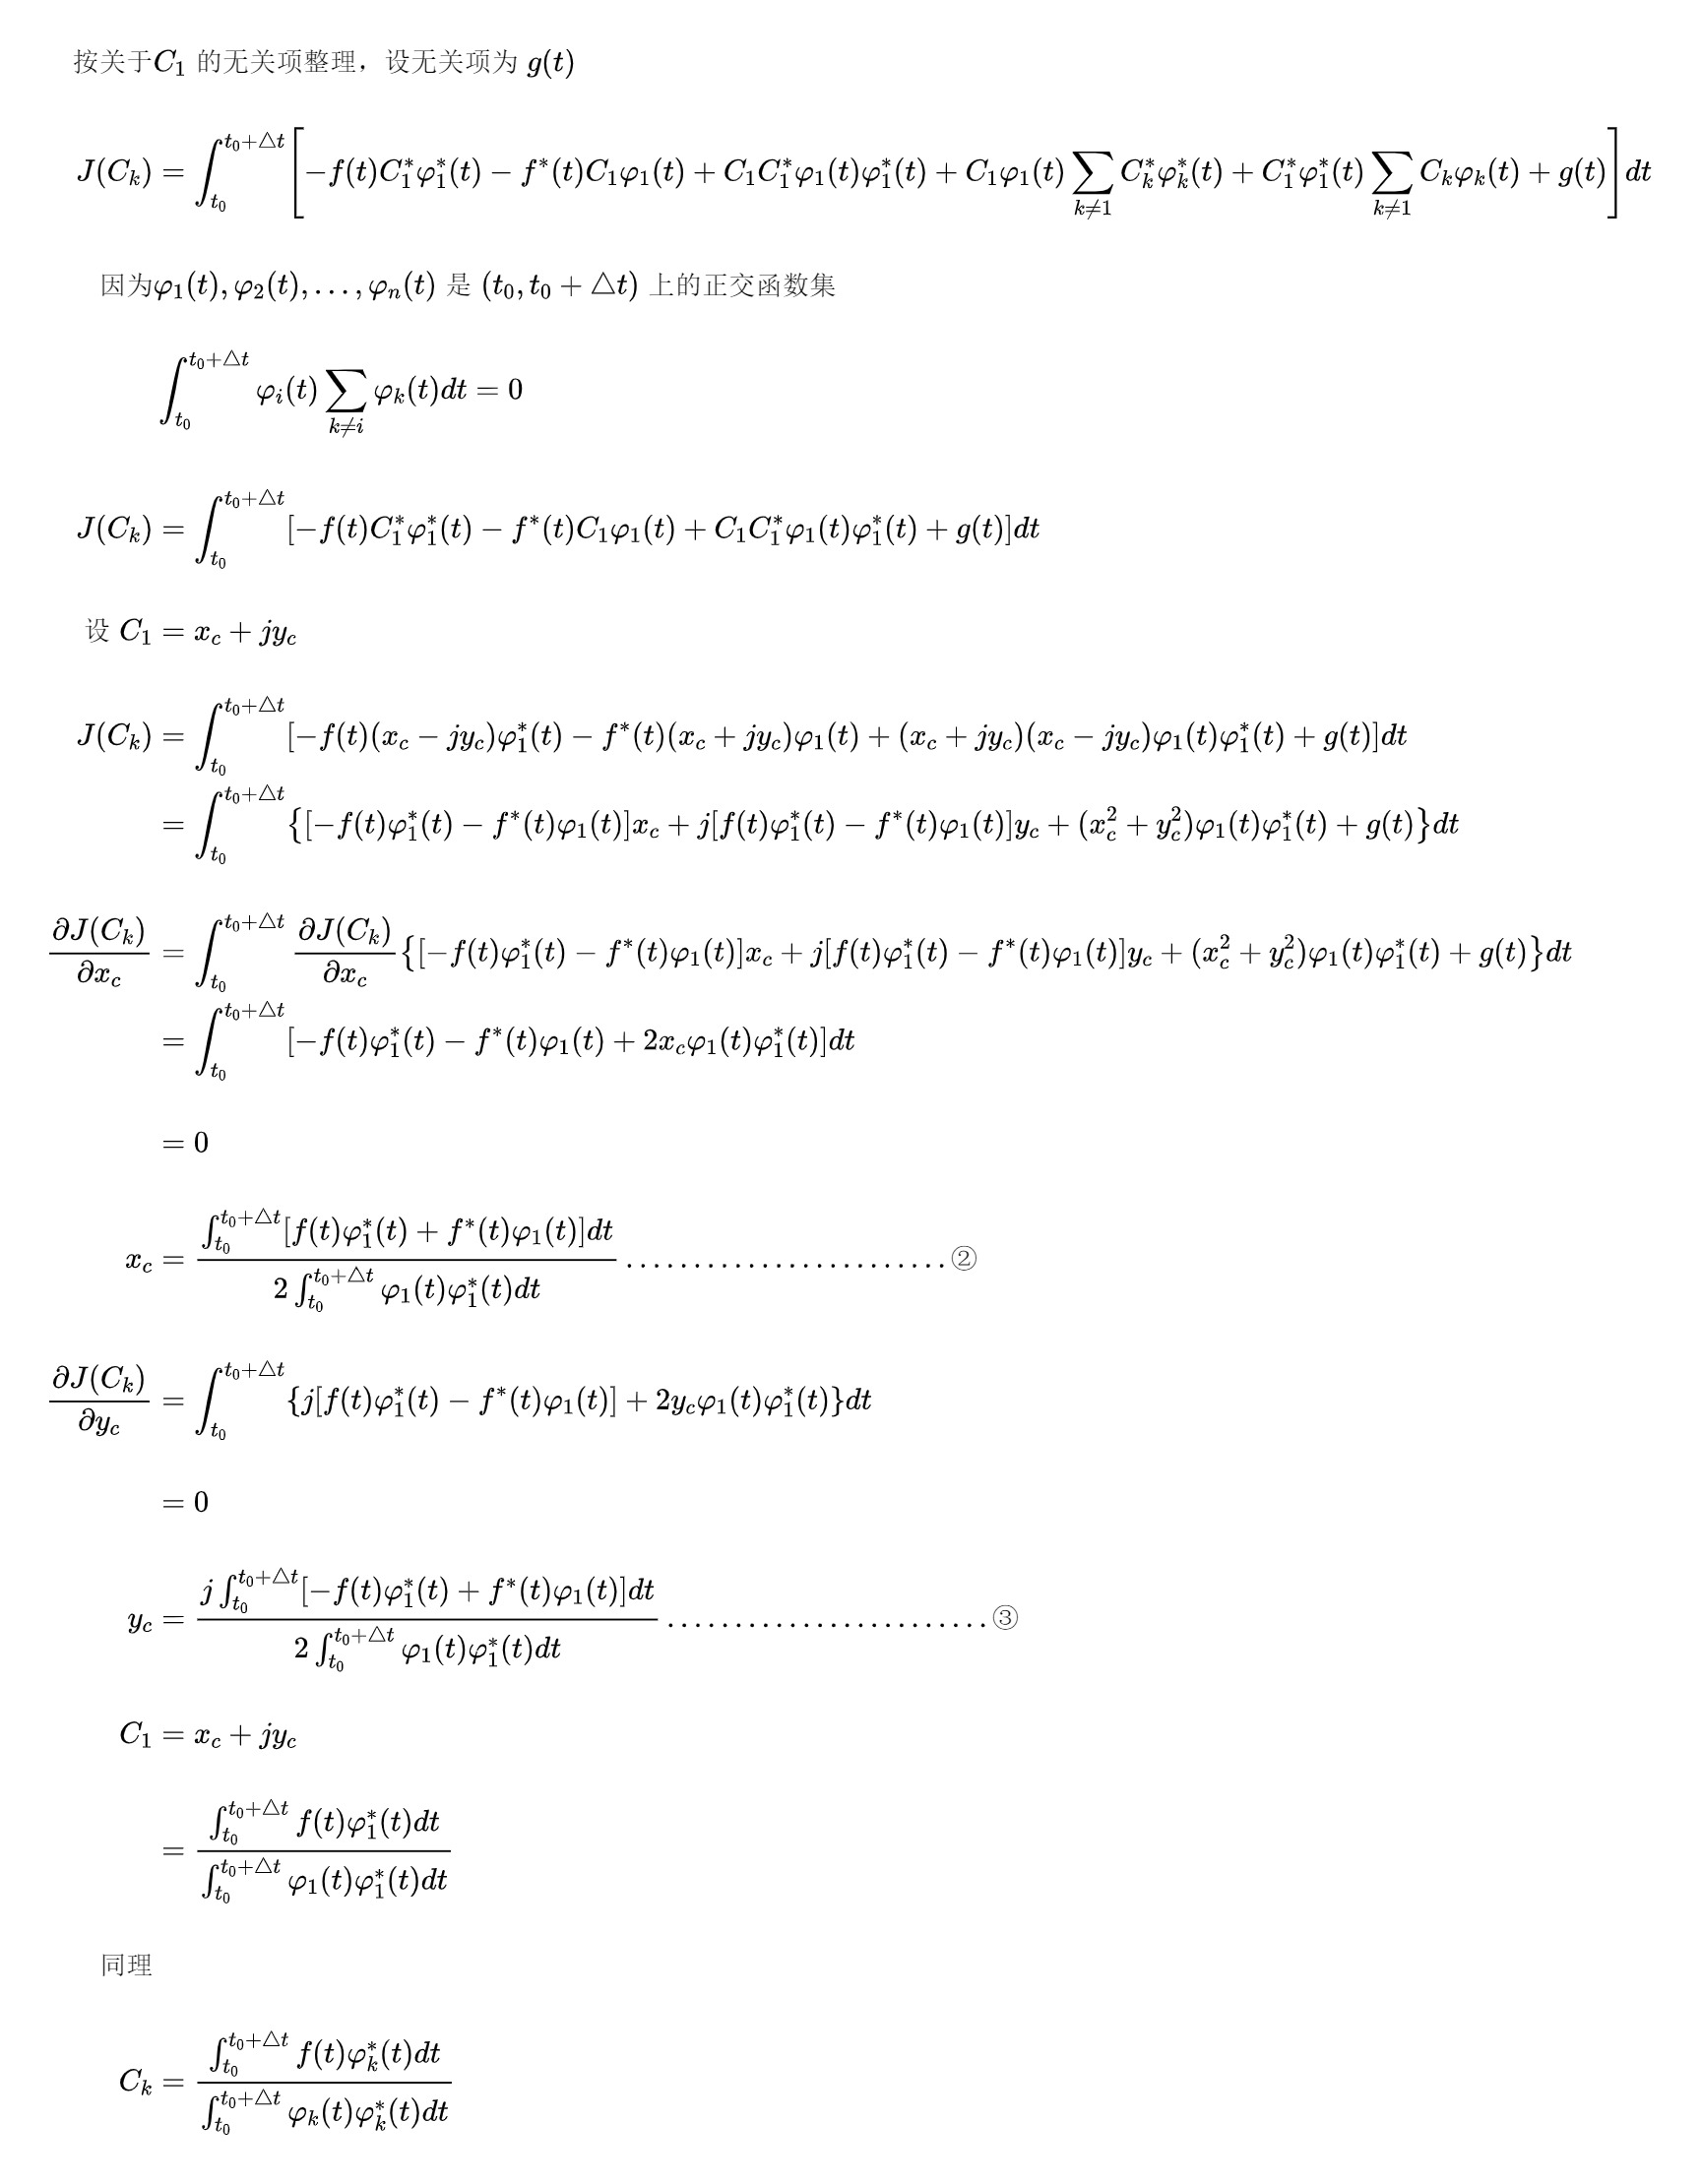 按关于$C_1$ 的无关项整理，设无关项为 $g(t)$
$J(C_k) = \int_{t_0}^{t_0+\triangle t} \left[ -f(t)C_1^*\varphi_1^*(t) - f^*(t)C_1\varphi_1(t) + C_1C_1^*\varphi_1(t)\varphi_1^*(t) + C_1\varphi_1(t)\sum_{k\neq 1} C_k^*\varphi_k^*(t) + C_1^*\varphi_1^*(t)\sum_{k\neq 1} C_k\varphi_k(t) + g(t) \right] dt$
因为$\varphi_1(t), \varphi_2(t), \ldots, \varphi_n(t)$ 是 $(t_0, t_0+\triangle t)$ 上的正交函数集
$\int_{t_0}^{t_0+\triangle t} \varphi_i(t)\sum_{k\neq i} \varphi_k(t)dt = 0$
$J(C_k) = \int_{t_0}^{t_0+\triangle t} [-f(t)C_1^*\varphi_1^*(t) - f^*(t)C_1\varphi_1(t) + C_1C_1^*\varphi_1(t)\varphi_1^*(t) + g(t)]dt$
设 $C_1 = x_c + jy_c$
$J(C_k) = \int_{t_0}^{t_0+\triangle t} [-f(t)(x_c - jy_c)\varphi_1^*(t) - f^*(t)(x_c + jy_c)\varphi_1(t) + (x_c + jy_c)(x_c - jy_c)\varphi_1(t)\varphi_1^*(t) + g(t)]dt$
$= \int_{t_0}^{t_0+\triangle t} \{[-f(t)\varphi_1^*(t) - f^*(t)\varphi_1(t)]x_c + j[f(t)\varphi_1^*(t) - f^*(t)\varphi_1(t)]y_c + (x_c^2 + y_c^2)\varphi_1(t)\varphi_1^*(t) + g(t)\}dt$
$\frac{\partial J(C_k)}{\partial x_c} = \int_{t_0}^{t_0+\triangle t} \frac{\partial J(C_k)}{\partial x_c}\{[-f(t)\varphi_1^*(t) - f^*(t)\varphi_1(t)]x_c + j[f(t)\varphi_1^*(t) - f^*(t)\varphi_1(t)]y_c + (x_c^2 + y_c^2)\varphi_1(t)\varphi_1^*(t) + g(t)\}dt$
$= \int_{t_0}^{t_0+\triangle t} [-f(t)\varphi_1^*(t) - f^*(t)\varphi_1(t) + 2x_c\varphi_1(t)\varphi_1^*(t)]dt$
$= 0$
$x_c = \frac{\int_{t_0}^{t_0+\triangle t} [f(t)\varphi_1^*(t) + f^*(t)\varphi_1(t)]dt}{2\int_{t_0}^{t_0+\triangle t} \varphi_1(t)\varphi_1^*(t)dt}$ ........................②
$\frac{\partial J(C_k)}{\partial y_c} = \int_{t_0}^{t_0+\triangle t} \{j[f(t)\varphi_1^*(t) - f^*(t)\varphi_1(t)] + 2y_c\varphi_1(t)\varphi_1^*(t)\}dt$
$= 0$
$y_c = \frac{j\int_{t_0}^{t_0+\triangle t} [-f(t)\varphi_1^*(t) + f^*(t)\varphi_1(t)]dt}{2\int_{t_0}^{t_0+\triangle t} \varphi_1(t)\varphi_1^*(t)dt}$ ........................③
$C_1 = x_c + jy_c$
$= \frac{\int_{t_0}^{t_0+\triangle t} f(t)\varphi_1^*(t)dt}{\int_{t_0}^{t_0+\triangle t} \varphi_1(t)\varphi_1^*(t)dt}$
同理
$C_k = \frac{\int_{t_0}^{t_0+\triangle t} f(t)\varphi_k^*(t)dt}{\int_{t_0}^{t_0+\triangle t} \varphi_k(t)\varphi_k^*(t)dt}$